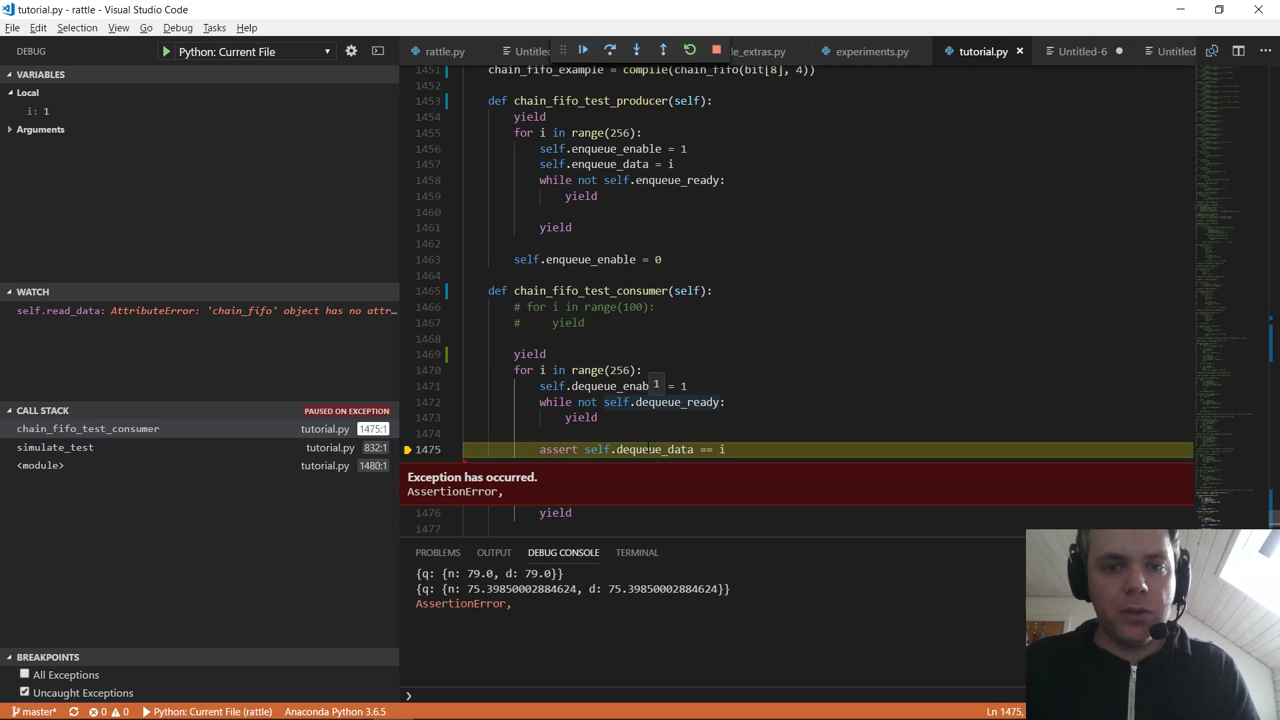 tutorial.py - rattle - Visual Studio Code
File Edit Selection View Go Debug Tasks Help
DEBUG Python: Current File
rattle.py Untitle le_extras.py experiments.py tutorial.py Untitled-6 Untitled
VARIABLES
Local
i: 1
Arguments
WATCH
self.read_data: AttributeError: 'chain_fifo' object has no attr...
CALL STACK PAUSED ON EXCEPTION
chain_fifo_test_consumer tutorial.py 1475:1
simulate_test tutorial.py 832:1
<module> tutorial.py 1480:1
BREAKPOINTS
All Exceptions
Uncaught Exceptions
1451 chain_fifo_example = compile(chain_fifo(bit[8], 4))
1452
1453 def chain_fifo_test_producer(self):
1454 yield
1455 for i in range(256):
1456 self.enqueue_enable = 1
1457 self.enqueue_data = i
1458 while not self.enqueue_ready:
1459 yield
1460
1461 yield
1462
1463 self.enqueue_enable = 0
1464
1465 def chain_fifo_test_consumer(self):
1466 # for i in range(100):
1467 # yield
1468
1469 yield
1470 for i in range(256):
1471 self.dequeue_enab 1 = 1
1472 while not self.dequeue_ready:
1473 yield
1474
1475 assert self.dequeue_data == i
Exception has occurred.
AssertionError,
1476 yield
1477
PROBLEMS OUTPUT DEBUG CONSOLE TERMINAL
{q: {n: 79.0, d: 79.0}}
{q: {n: 75.39850002884624, d: 75.39850002884624}}
AssertionError,
master* 0 0 Python: Current File (rattle) Anaconda Python 3.6.5 Ln 1475,